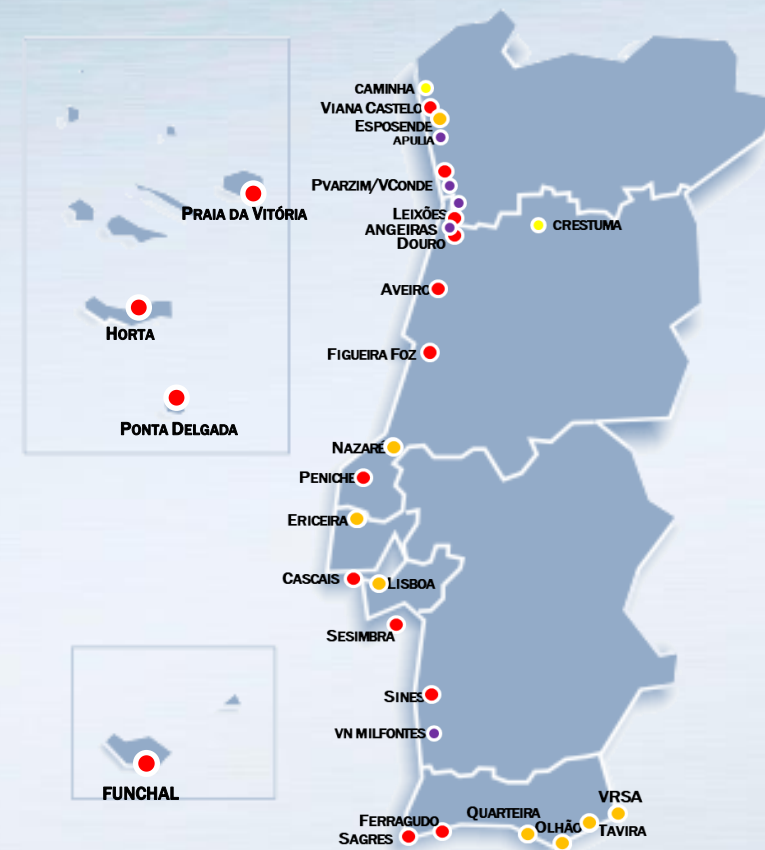 CAMINHA
VIANA CASTELO
ESPOSENDE
APULIA
PVARZIM/VCONDE
PRAIA DA VITÓRIA
LEIXÕES
CRESTUMA
ANGEIRAS
DOURO
AVEIRO
HORTA
FIGUEIRA FOZ
PONTA DELGADA
NAZARÉ
PENICHE
ERICEIRA
CASCAIS
LISBOA
SESIMBRA
SINES
VN MILFONTES
FUNCHAL
VRSA
QUARTEIRA
FERRAGUDO
OLHÃO
TAVIRA
SAGRES